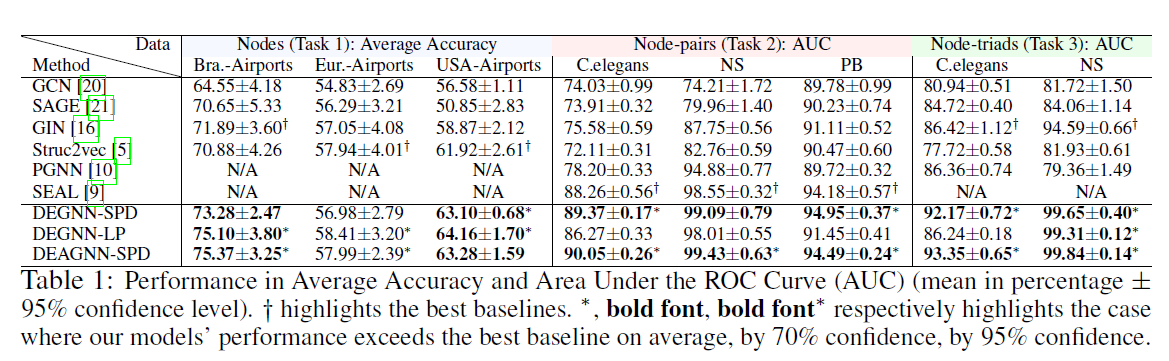 Data Nodes (Task 1): Average Accuracy Node-pairs (Task 2): AUC Node-triads (Task 3): AUC
Method Bra.-Airports Eur.-Airports USA-Airports C.elegans NS PB C.elegans NS
GCN [20] 64.55±4.18 54.83±2.69 56.58±1.11 74.03±0.99 74.21±1.72 89.78±0.99 80.94±0.51 81.72±1.50
SAGE [21] 70.65±5.33 56.29±3.21 50.85±2.83 73.91±0.32 79.96±1.40 90.23±0.74 84.72±0.40 84.06±1.14
GIN [16] 71.89±3.60† 57.05±4.08 58.87±2.12 75.58±0.59 87.75±0.56 91.11±0.52 86.42±1.12† 94.59±0.66†
Struc2vec [5] 70.88±4.26 57.94±4.01† 61.92±2.61† 72.11±0.31 82.76±0.59 90.47±0.60 77.72±0.58 81.93±0.61
PGNN [10] N/A N/A N/A 78.20±0.33 94.88±0.77 89.72±0.32 86.36±0.74 79.36±1.49
SEAL [9] N/A N/A N/A 88.26±0.56† 98.55±0.32† 94.18±0.57† N/A N/A
DEGNN-SPD 73.28±2.47 56.98±2.79 63.10±0.68* 89.37±0.17* 99.09±0.79 94.95±0.37* 92.17±0.72* 99.65±0.40*
DEGNN-LP 75.10±3.80* 58.41±3.20* 64.16±1.70* 86.27±0.33 98.01±0.55 91.45±0.41 86.24±0.18 99.31±0.12*
DEAGNN-SPD 75.37±3.25* 57.99±2.39* 63.28±1.59 90.05±0.26* 99.43±0.63* 94.49±0.24* 93.35±0.65* 99.84±0.14*
Table 1: Performance in Average Accuracy and Area Under the ROC Curve (AUC) (mean in percentage ±
95% confidence level). † highlights the best baselines. *, bold font, bold font* respectively highlights the case
where our models' performance exceeds the best baseline on average, by 70% confidence, by 95% confidence.